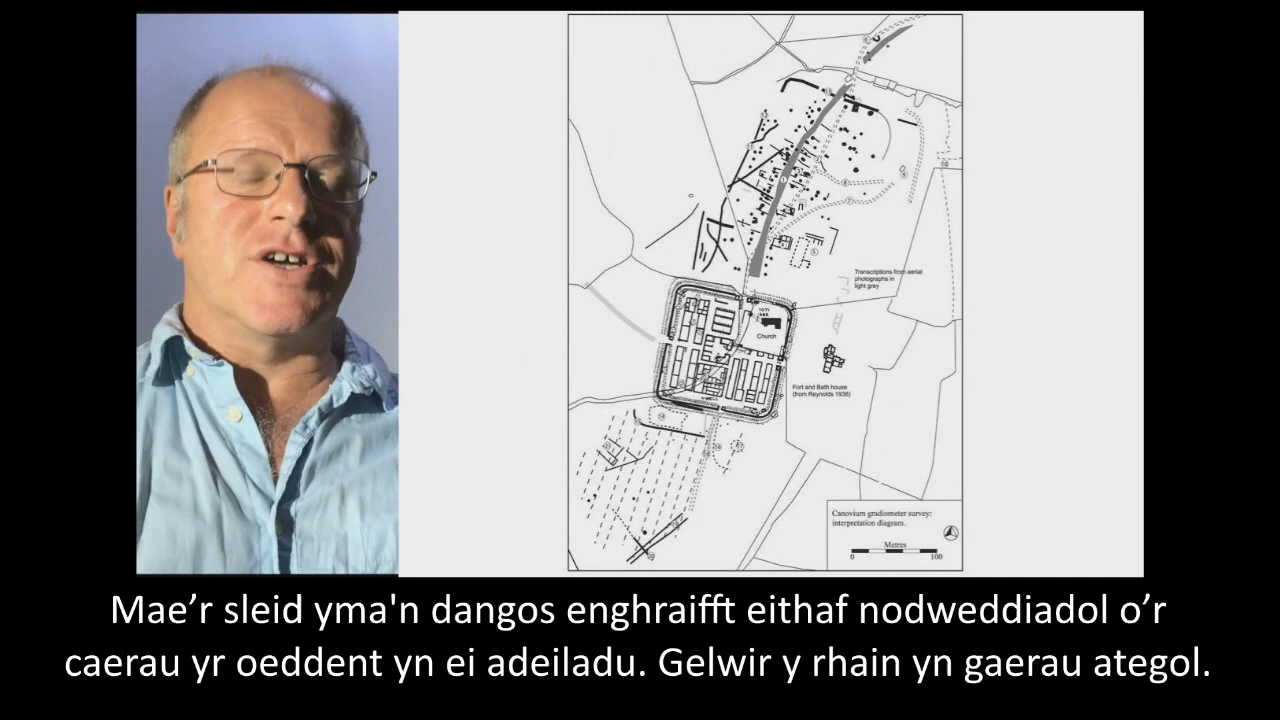 Transcriptions from aerial
photographs in
light grey
Church
Fort and Bath house
(from Reynolds 1938)
Canovium gradiometer survey:
interpretation diagram.
Metres
0 100
Mae’r sleid yma'n dangos enghraifft eithaf nodweddiadol o’r
caerau yr oeddent yn ei adeiladu. Gelwir y rhain yn gaerau ategol.